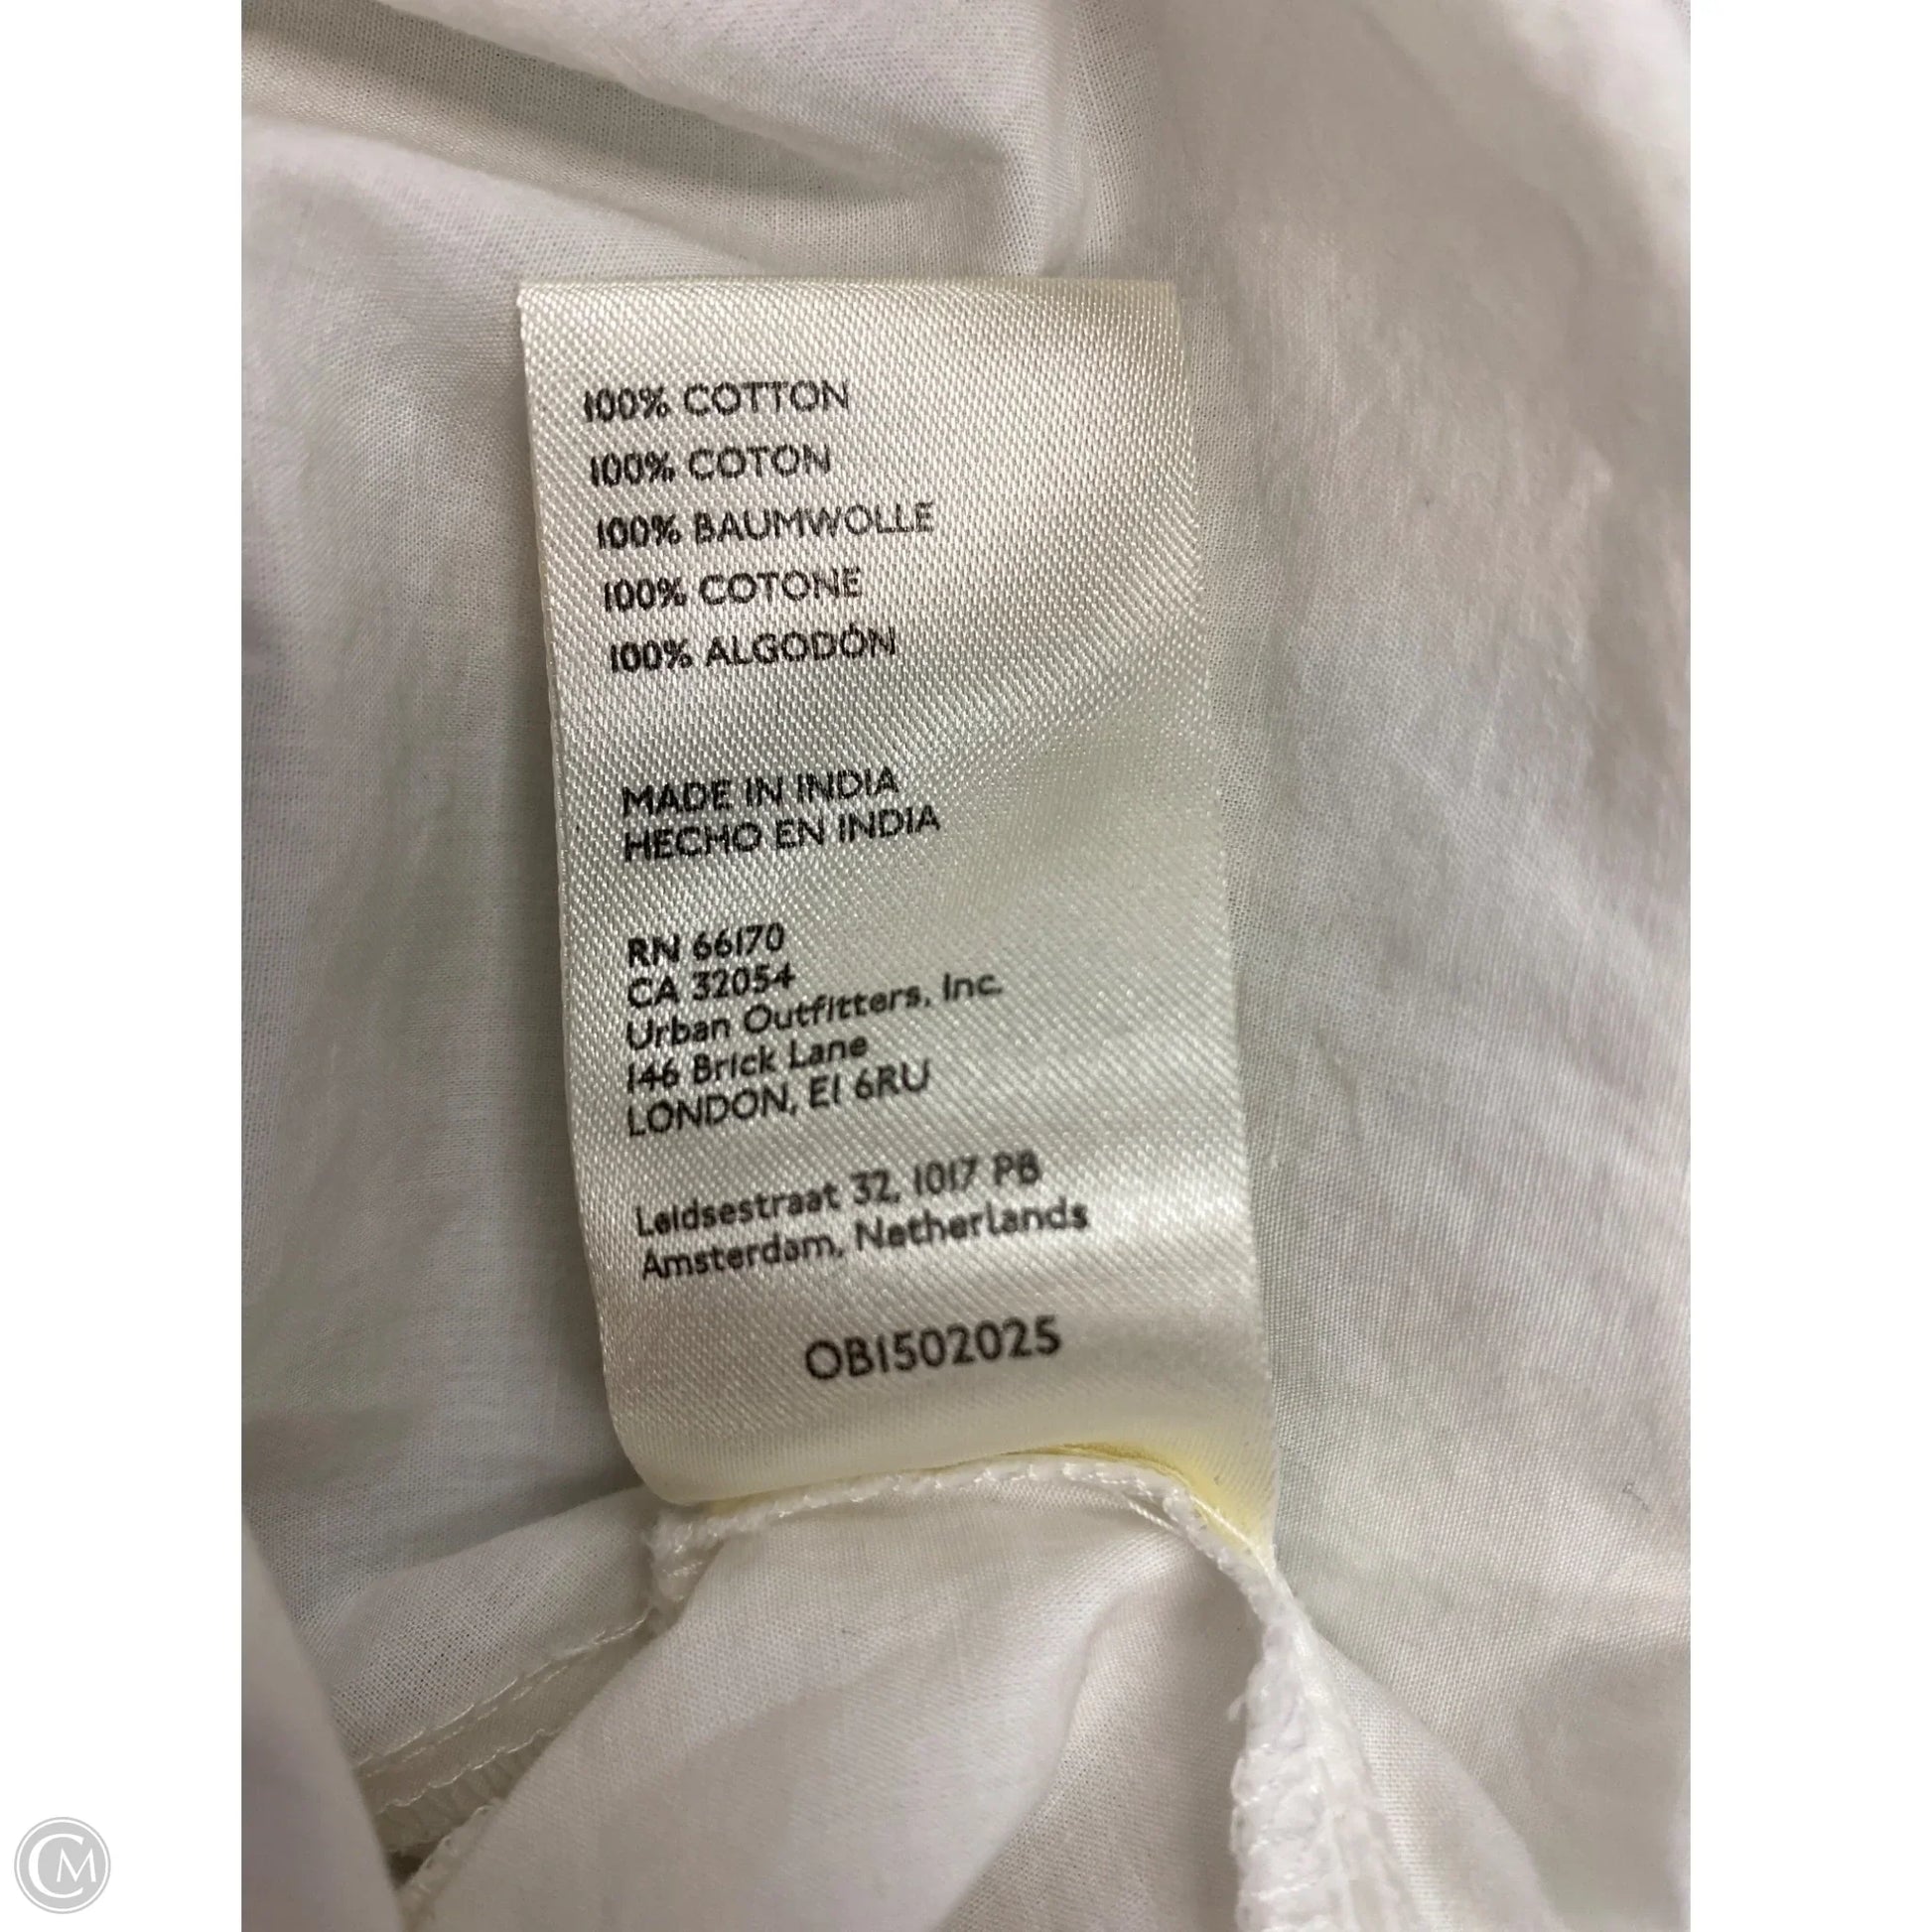 100% COTTON
100% COTON
100% BAUMWOLLE
100% COTONE
100% ALGODÓN
MADE IN INDIA
HECHO EN INDIA
RN 66170
CA 32054
Urban Outfitters, Inc.
146 Brick Lane
LONDON, E1 6RU
Leidsestraat 32, 1017 PB
Amsterdam, Netherlands
OB1502025
CM